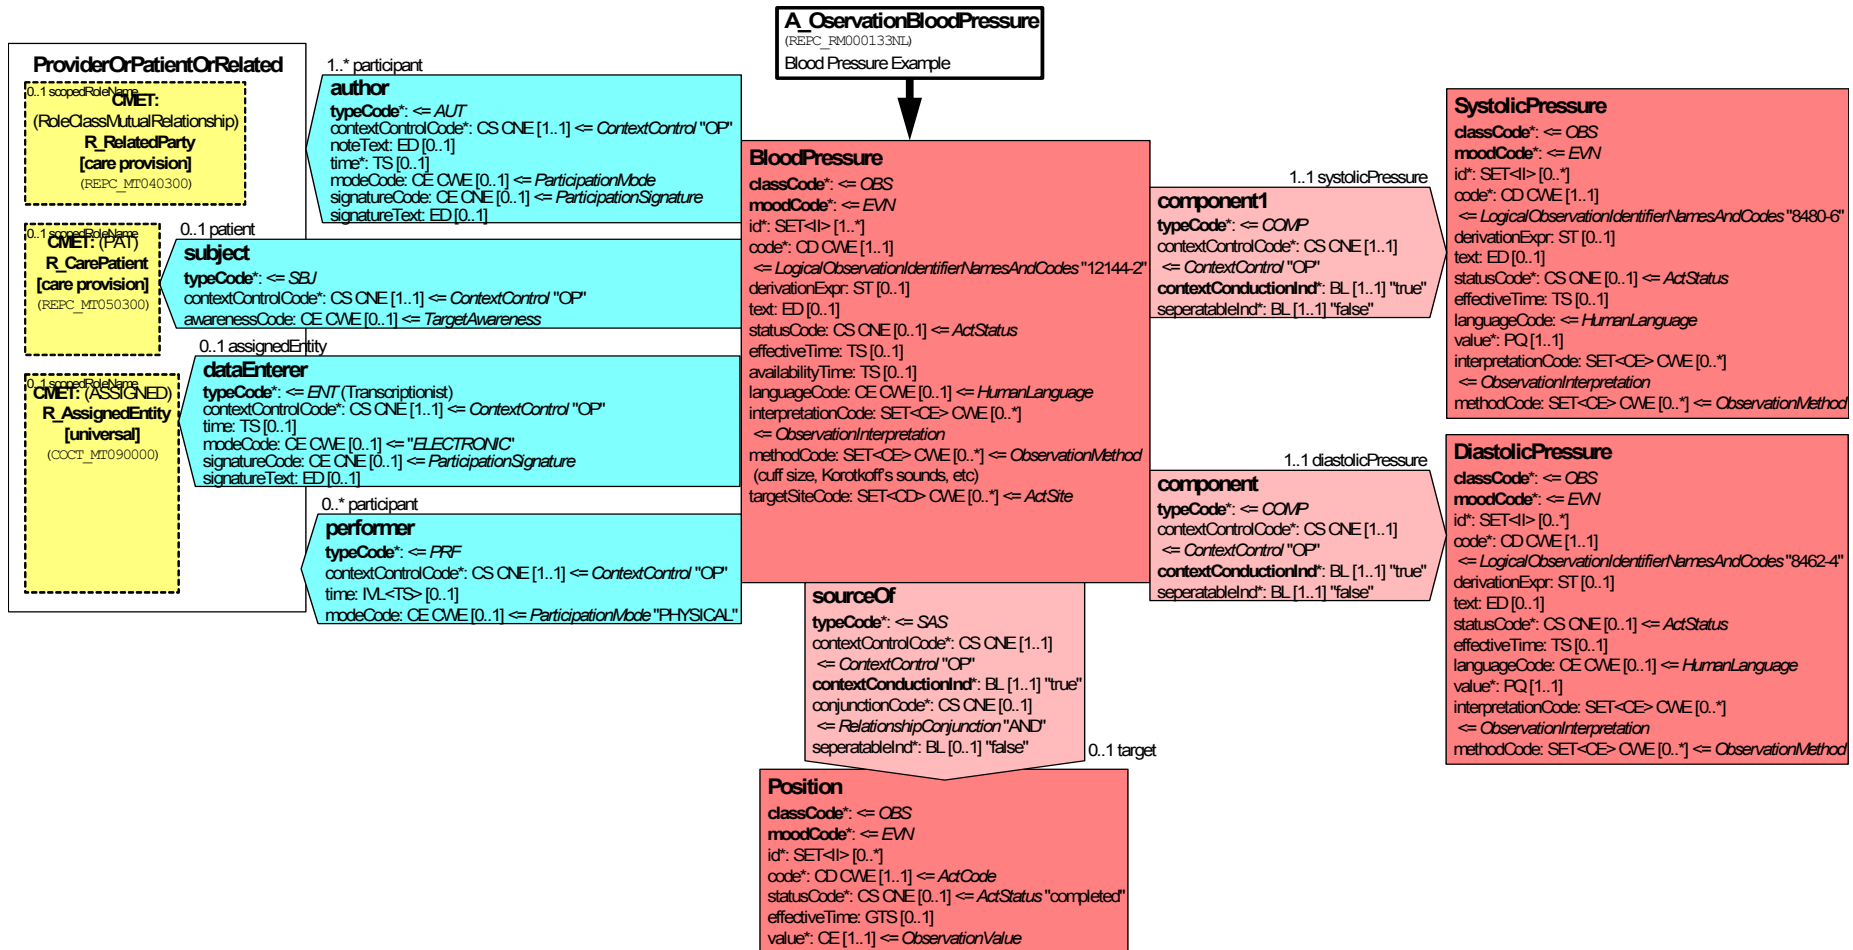 A_OservationBloodPressure
(REPC_RM000133NL)
Blood Pressure Example
ProviderOrPatientOrRelated
0..1 scopedRoleName
CMET:
(RoleClassMutualRelationship)
R_RelatedParty
[care provision]
(REPC_MT040300)
0..1 scopedRoleName
CMET: (PAT)
R_CarePatient
[care provision]
(REPC_MT050300)
0..1 scopedRoleName
CMET: (ASSIGNED)
R_AssignedEntity
[universal]
(COCT_MT090000)
1..* participant
author
typeCode*: <= AUT
contextControlCode*: CS CNE [1..1] <= ContextControl "OP"
noteText: ED [0..1]
time*: TS [0..1]
modeCode: CE CWE [0..1] <= ParticipationMode
signatureCode: CE CNE [0..1] <= ParticipationSignature
signatureText: ED [0..1]
0..1 patient
subject
typeCode*: <= SBJ
contextControlCode*: CS CNE [1..1] <= ContextControl "OP"
awarenessCode: CE CWE [0..1] <= TargetAwareness
0..1 assignedEntity
dataEnterer
typeCode*: <= ENT (Transcriptionist)
contextControlCode*: CS CNE [1..1] <= ContextControl "OP"
time: TS [0..1]
modeCode: CE CWE [0..1] <= "ELECTRONIC"
signatureCode: CE CNE [0..1] <= ParticipationSignature
signatureText: ED [0..1]
0..* participant
performer
typeCode*: <= PRF
contextControlCode*: CS CNE [1..1] <= ContextControl "OP"
time: IVL<TS> [0..1]
modeCode: CE CWE [0..1] <= ParticipationMode "PHYSICAL"
BloodPressure
classCode*: <= OBS
moodCode*: <= EVN
id*: SET<II> [1..*]
code*: CD CWE [1..1]
<= LogicalObservationIdentifierNamesAndCodes "12144-2"
derivationExpr: ST [0..1]
text: ED [0..1]
statusCode: CS CNE [0..1] <= ActStatus
effectiveTime: TS [0..1]
availabilityTime: TS [0..1]
languageCode: CE CWE [0..1] <= HumanLanguage
interpretationCode: SET<CE> CWE [0..*]
<= ObservationInterpretation
methodCode: SET<CE> CWE [0..*] <= ObservationMethod
(cuff size, Korotkoff's sounds, etc)
targetSiteCode: SET<CD> CWE [0..*] <= ActSite
1..1 systolicPressure
component1
typeCode*: <= COMP
contextControlCode*: CS CNE [1..1]
<= ContextControl "OP"
contextConductionInd*: BL [1..1] "true"
seperatableInd*: BL [1..1] "false"
1..1 diastolicPressure
component
typeCode*: <= COMP
contextControlCode*: CS CNE [1..1]
<= ContextControl "OP"
contextConductionInd*: BL [1..1] "true"
seperatableInd*: BL [1..1] "false"
SystolicPressure
classCode*: <= OBS
moodCode*: <= EVN
id*: SET<II> [0..*]
code*: CD CWE [1..1]
<= LogicalObservationIdentifierNamesAndCodes "8480-6"
derivationExpr: ST [0..1]
text: ED [0..1]
statusCode*: CS CNE [0..1] <= ActStatus
effectiveTime: TS [0..1]
languageCode: <= HumanLanguage
value*: PQ [1..1]
interpretationCode: SET<CE> CWE [0..*]
<= ObservationInterpretation
methodCode: SET<CE> CWE [0..*] <= ObservationMethod
DiastolicPressure
classCode*: <= OBS
moodCode*: <= EVN
id*: SET<II> [0..*]
code*: CD CWE [1..1]
<= LogicalObservationIdentifierNamesAndCodes "8462-4"
derivationExpr: ST [0..1]
text: ED [0..1]
statusCode*: CS CNE [0..1] <= ActStatus
effectiveTime: TS [0..1]
languageCode: CE CWE [0..1] <= HumanLanguage
value*: PQ [1..1]
interpretationCode: SET<CE> CWE [0..*]
<= ObservationInterpretation
methodCode: SET<CE> CWE [0..*] <= ObservationMethod
sourceOf
typeCode*: <= SAS
contextControlCode*: CS CNE [1..1]
<= ContextControl "OP"
contextConductionInd*: BL [1..1] "true"
conjunctionCode*: CS CNE [0..1]
<= RelationshipConjunction "AND"
seperatableInd*: BL [0..1] "false"
0..1 target
Position
classCode*: <= OBS
moodCode*: <= EVN
id*: SET<II> [0..*]
code*: CD CWE [1..1] <= ActCode
statusCode*: CS CNE [0..1] <= ActStatus "completed"
effectiveTime: GTS [0..1]
value*: CE [1..1] <= ObservationValue